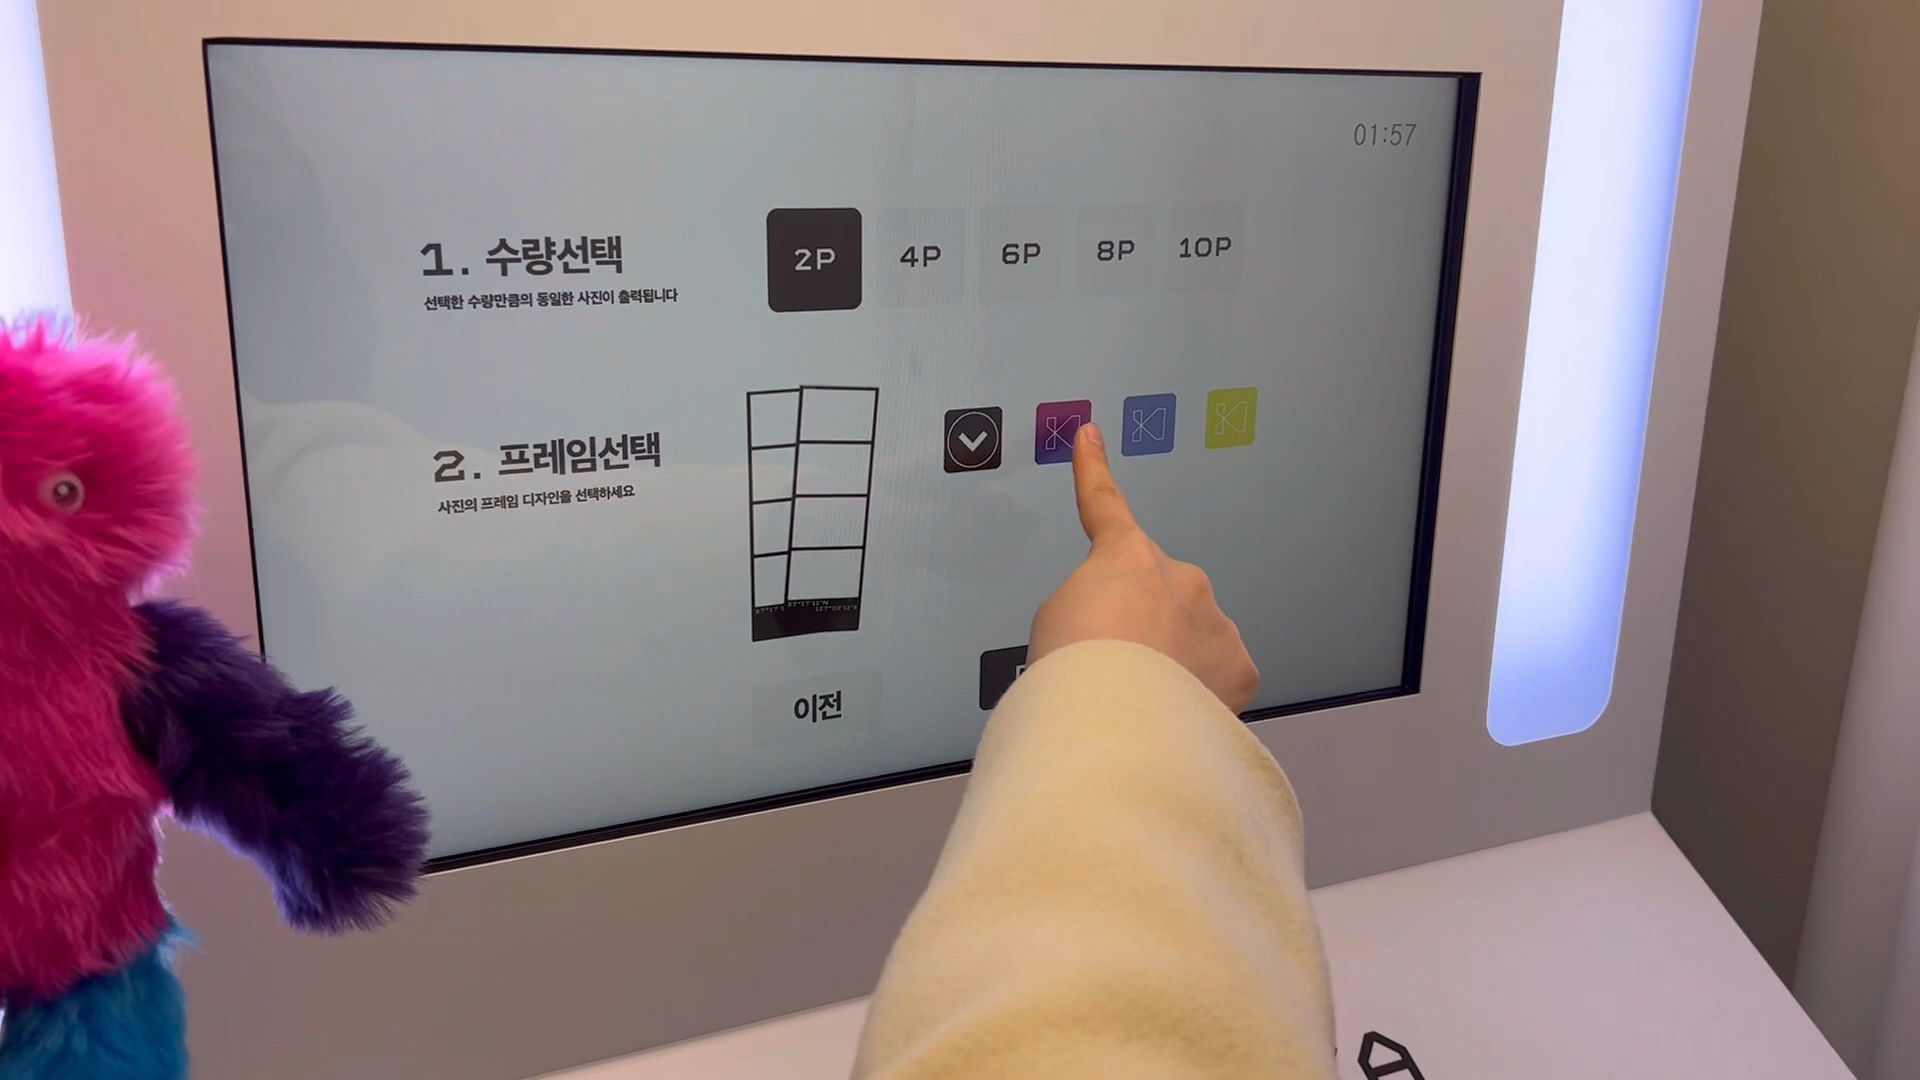 01:57
1. 수량선택
선택한 수량만큼의 동일한 사진이 출력됩니다
2P
4P
6P
8P
10P
2. 프레임선택
사진의 프레임 디자인을 선택하세요
이전